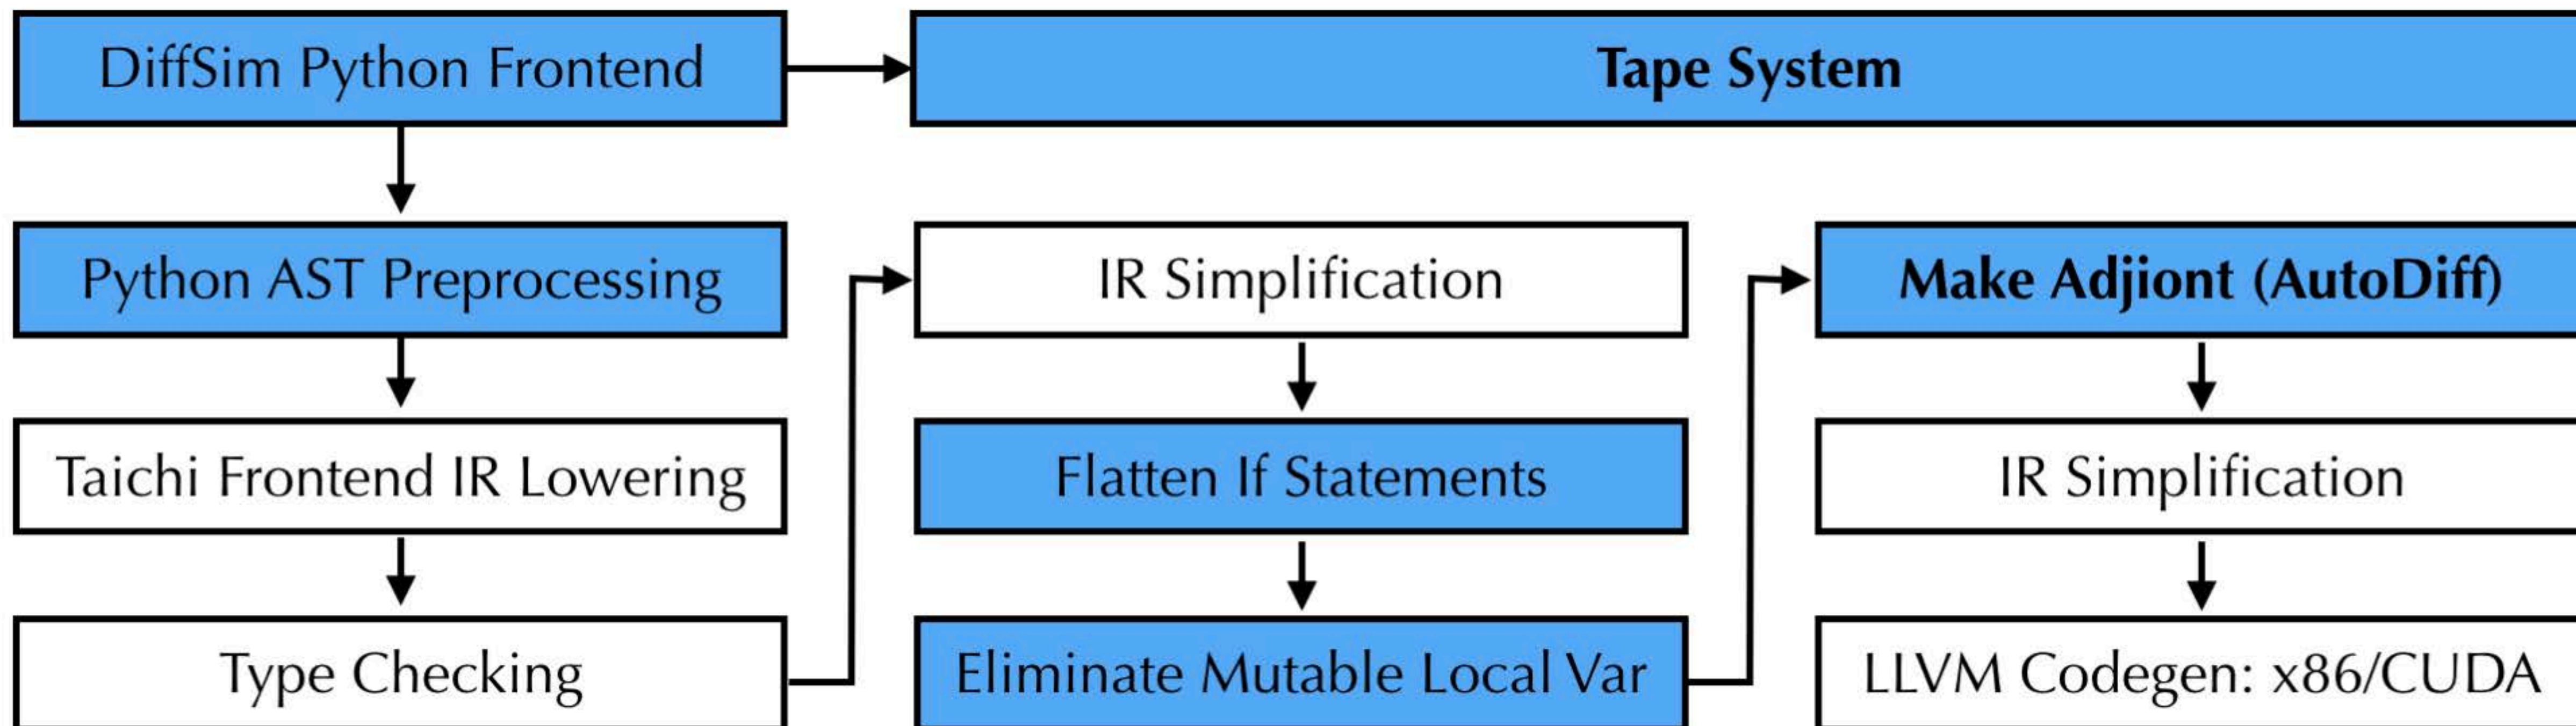 DiffSim Python Frontend
Tape System
Python AST Preprocessing
Taichi Frontend IR Lowering
Type Checking
IR Simplification
Flatten If Statements
Eliminate Mutable Local Var
Make Adjiont (AutoDiff)
IR Simplification
LLVM Codegen: x86/CUDA